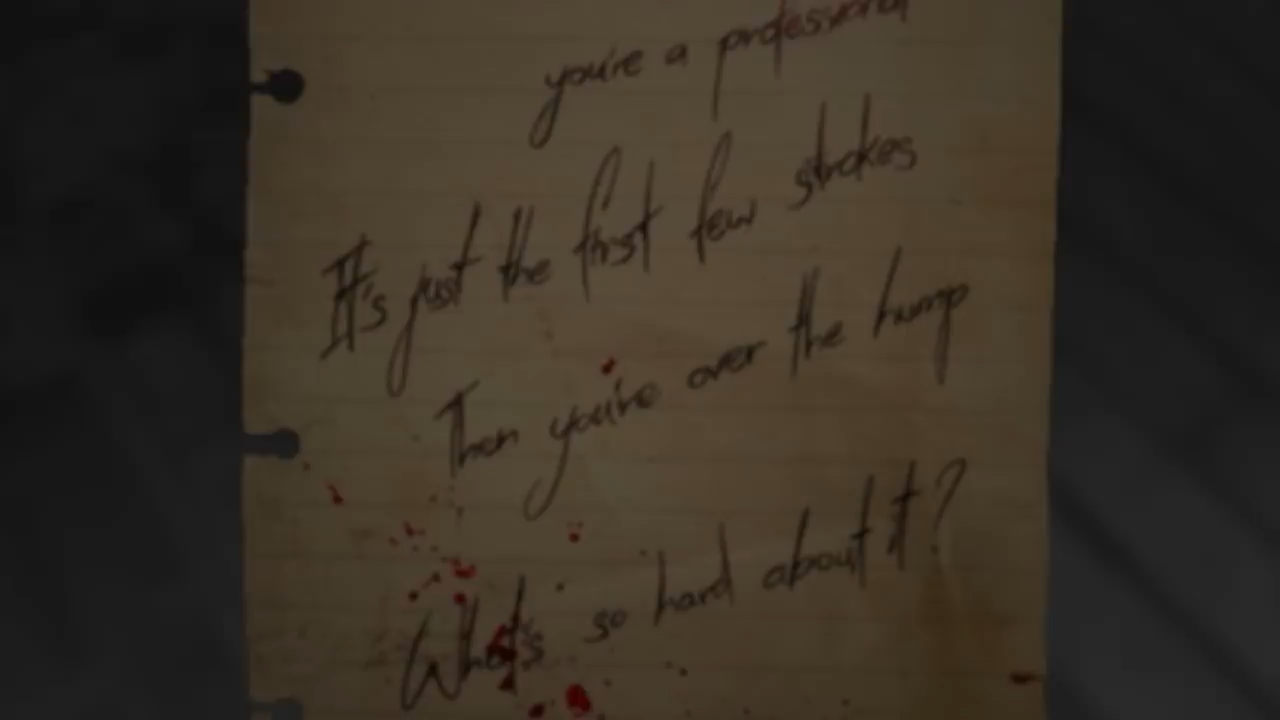 you're a professional
It's just the first few strokes
Then you're over the hump
What's so hard about it?